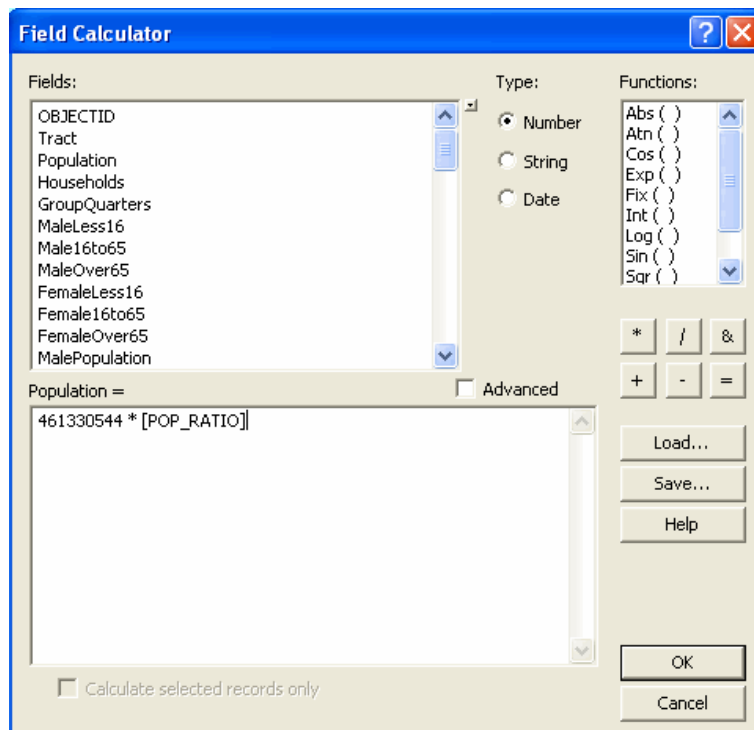 Field Calculator
Fields:
OBJECTID
Tract
Population
Households
GroupQuarters
MaleLess16
Male16to65
MaleOver65
FemaleLess16
Female16to65
FemaleOver65
MalePopulation
Type:
Number
String
Date
Functions:
Abs ( )
Atn ( )
Cos ( )
Exp ( )
Fix ( )
Int ( )
Log ( )
Sin ( )
Sqr ( )
* / &
+ - =
Population =
Advanced
461330544 * [POP_RATIO]
Load...
Save...
Help
Calculate selected records only
OK
Cancel